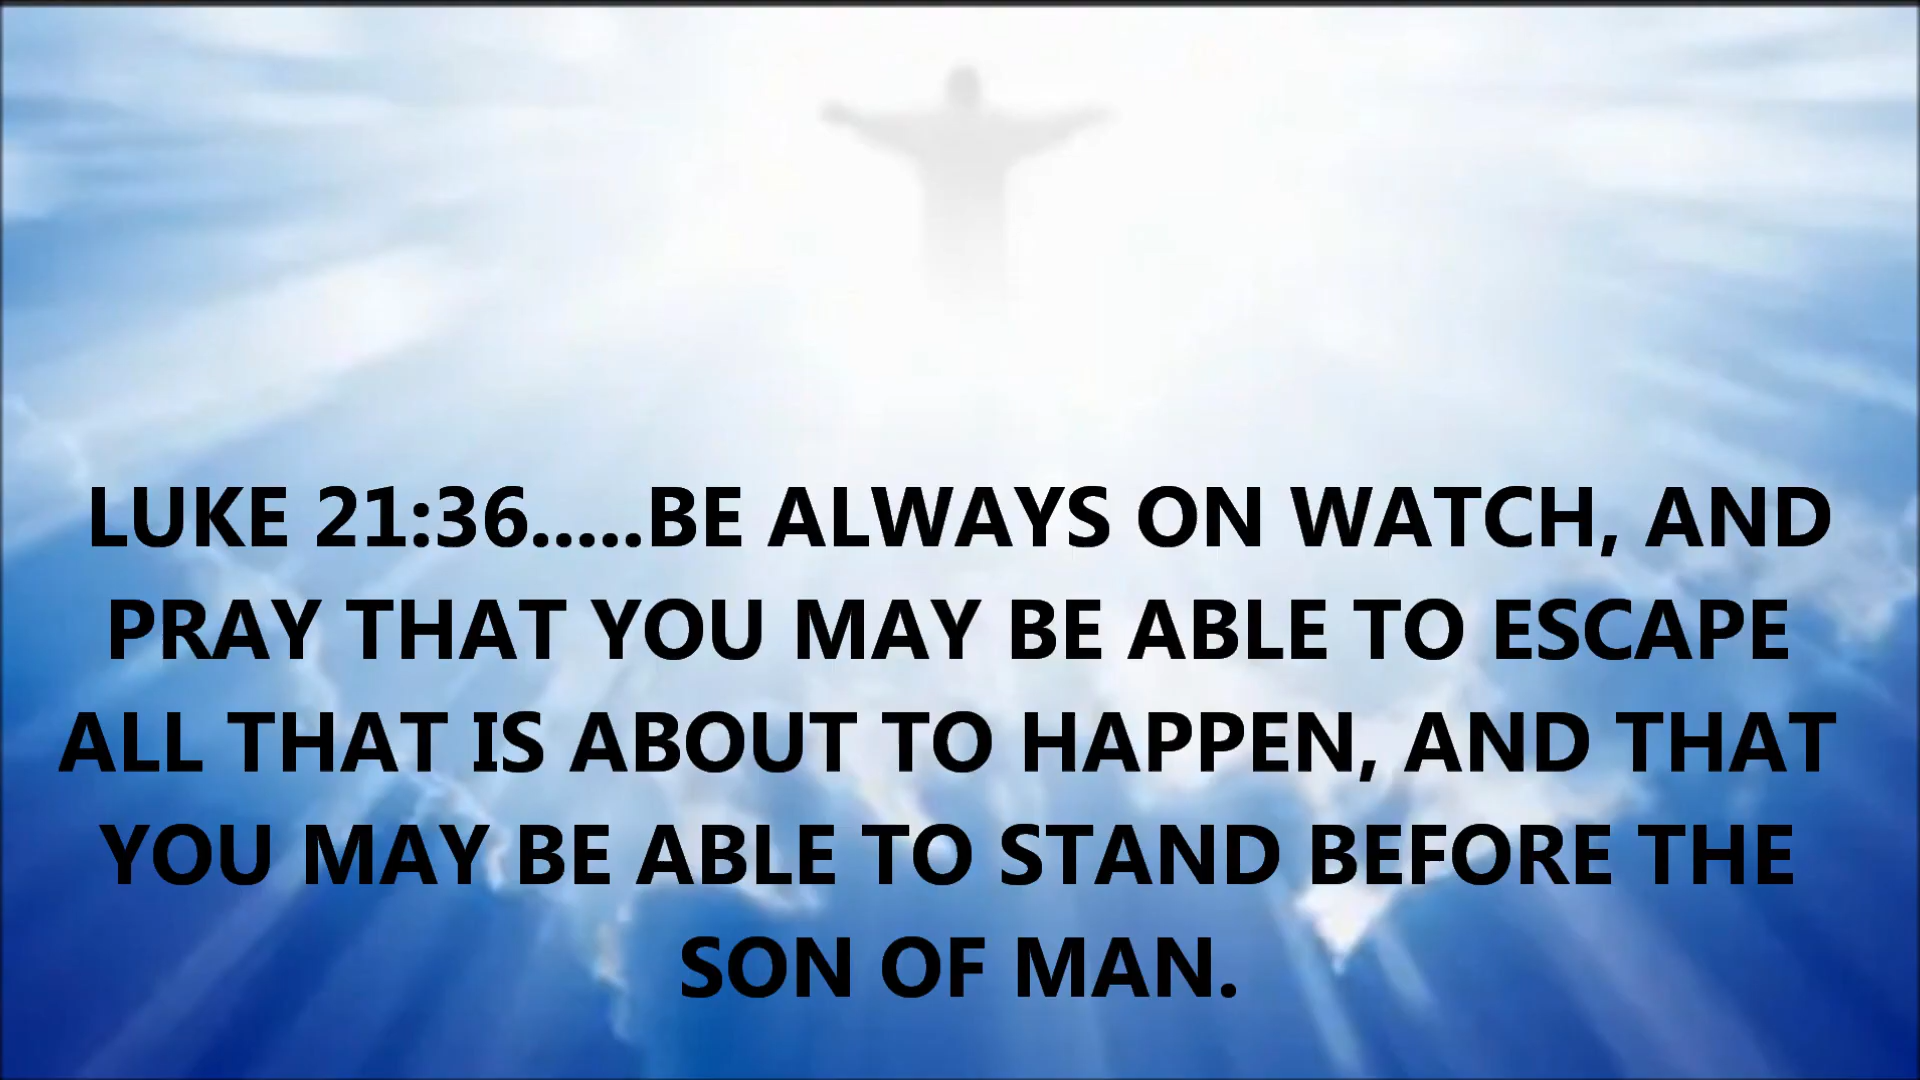 LUKE 21:36.....BE ALWAYS ON WATCH, AND
PRAY THAT YOU MAY BE ABLE TO ESCAPE
ALL THAT IS ABOUT TO HAPPEN, AND THAT
YOU MAY BE ABLE TO STAND BEFORE THE
SON OF MAN.